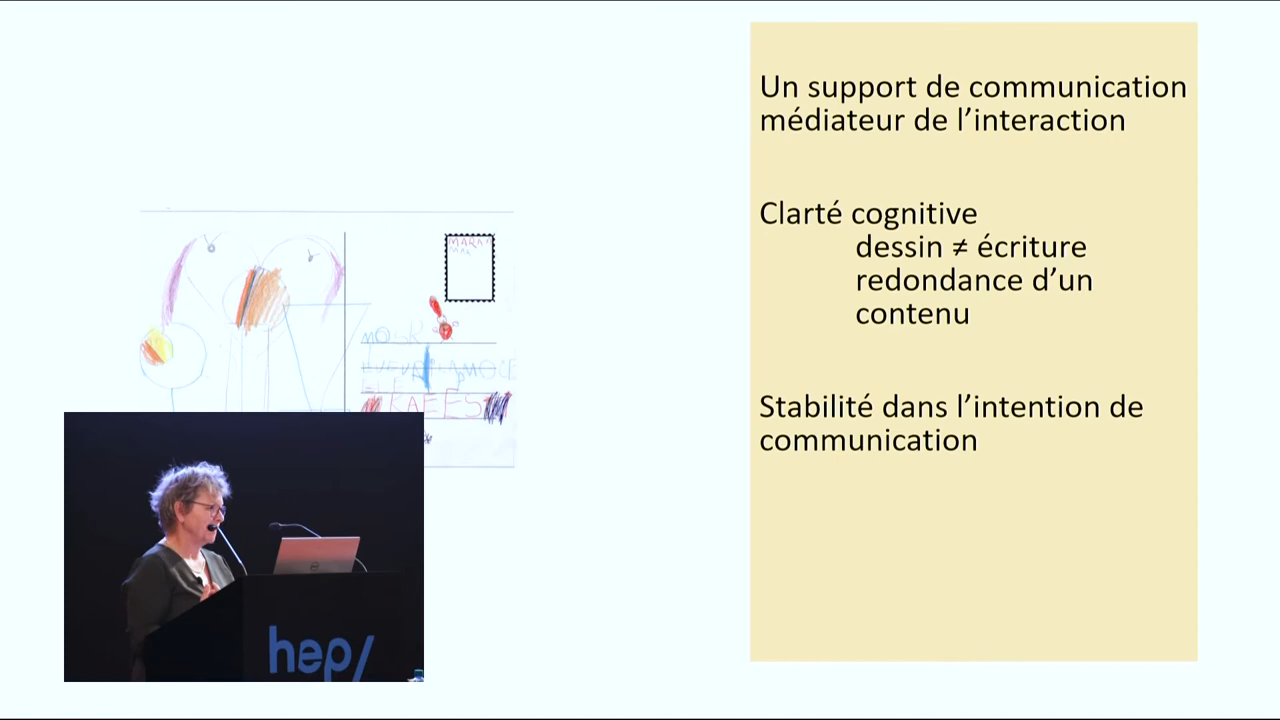 Un support de communication
médiateur de l’interaction
Clarté cognitive
dessin ≠ écriture
redondance d’un
contenu
Stabilité dans l’intention de
communication
KAEES
hep/